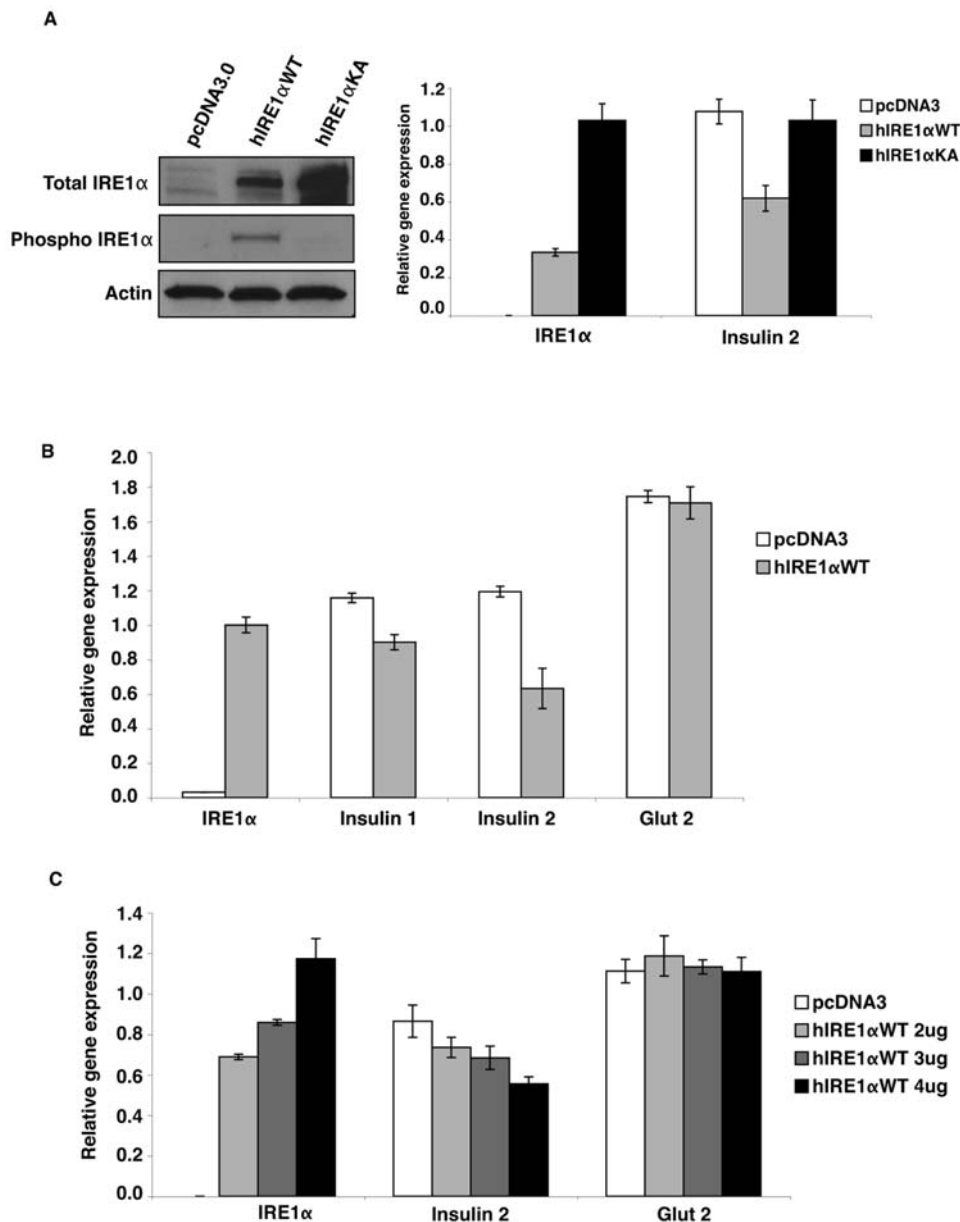 A
pcDNA3.0
hIRE1αWT
hIRE1αKA
Total IRE1α
Phospho IRE1α
Actin
Relative gene expression
1.2
1.0
0.8
0.6
0.4
0.2
0.0
IRE1α
Insulin 2
pcDNA3
hIRE1αWT
hIRE1αKA
B
Relative gene expression
2.0
1.8
1.6
1.4
1.2
1.0
0.8
0.6
0.4
0.2
0.0
IRE1α
Insulin 1
Insulin 2
Glut 2
pcDNA3
hIRE1αWT
C
Relative gene expression
1.4
1.2
1.0
0.8
0.6
0.4
0.2
0.0
IRE1α
Insulin 2
Glut 2
pcDNA3
hIRE1αWT 2ug
hIRE1αWT 3ug
hIRE1αWT 4ug